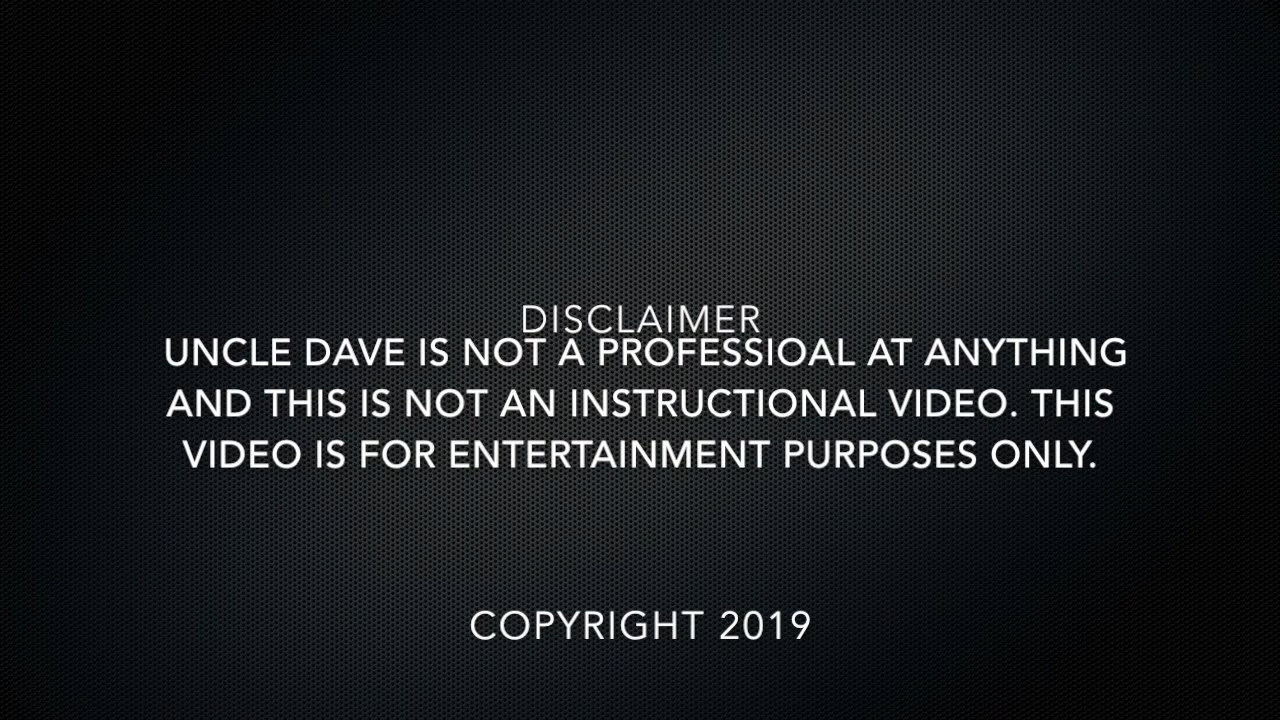 DISCLAIMER
UNCLE DAVE IS NOT A PROFESSIOAL AT ANYTHING
AND THIS IS NOT AN INSTRUCTIONAL VIDEO. THIS
VIDEO IS FOR ENTERTAINMENT PURPOSES ONLY.
COPYRIGHT 2019